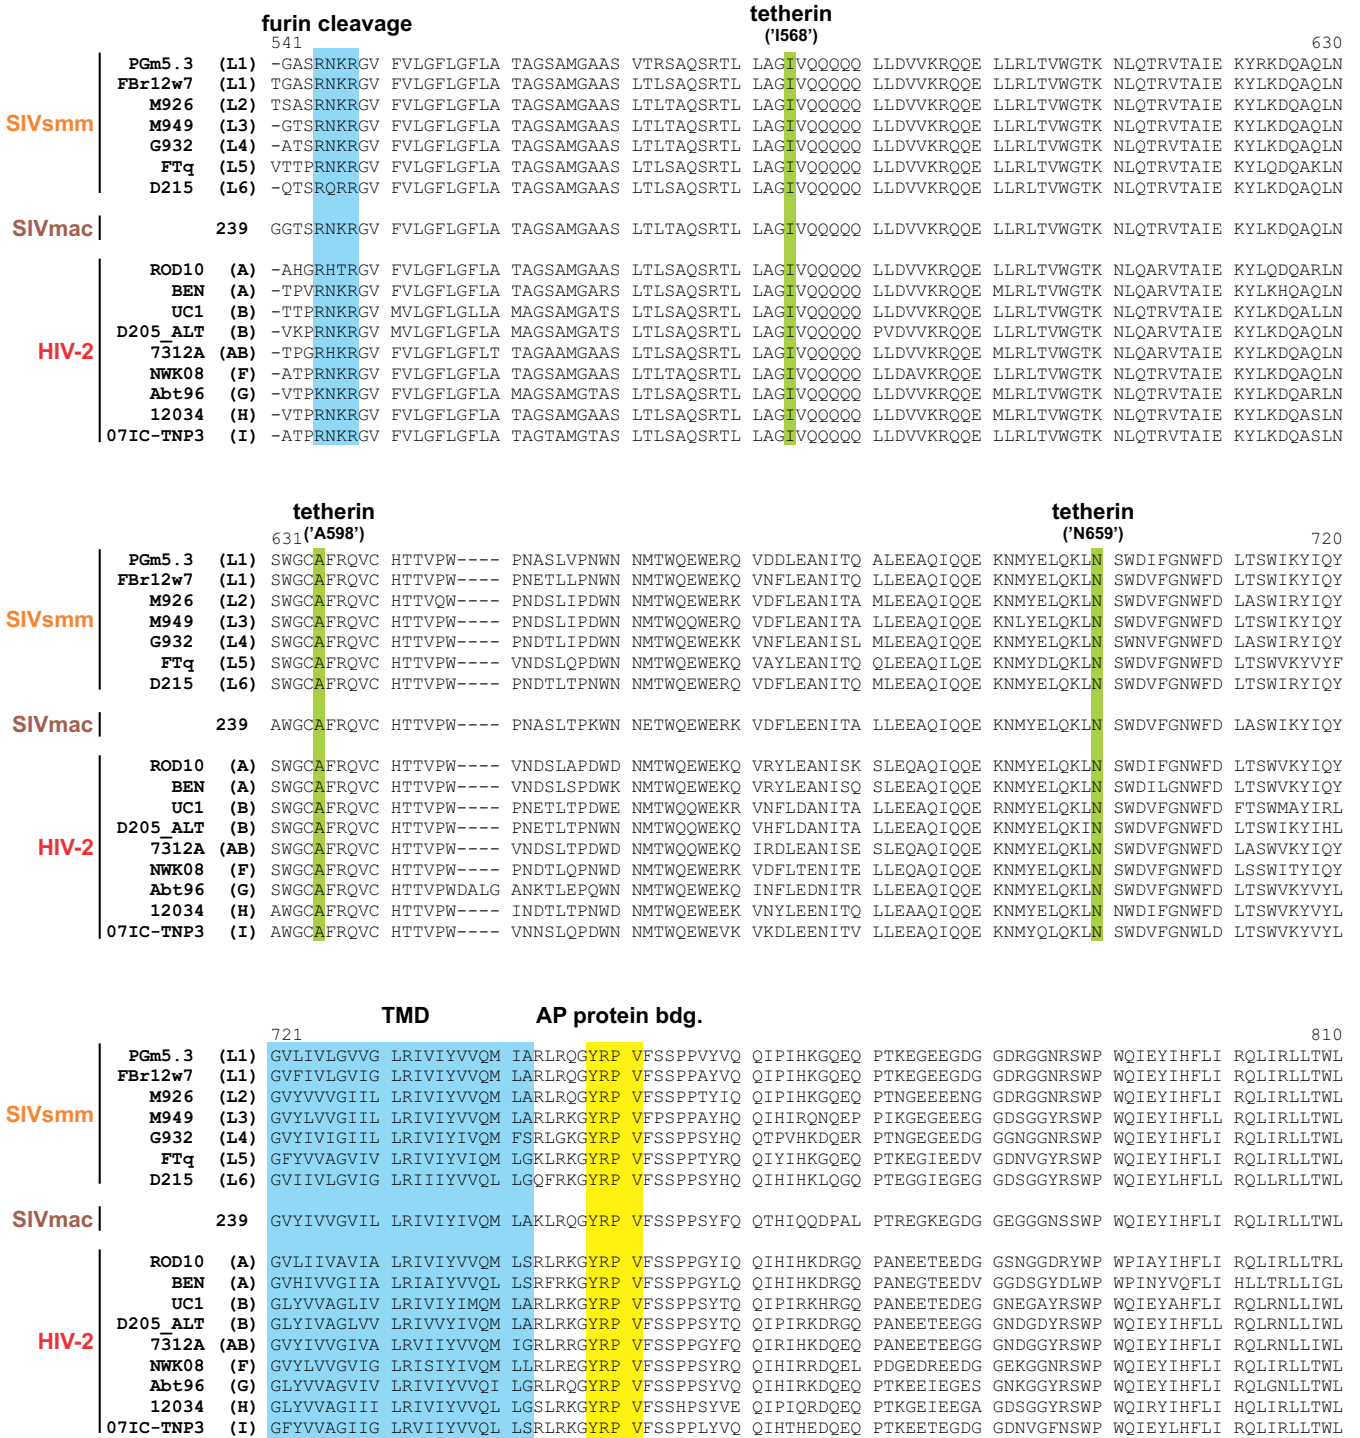 furin cleavage tetherin
('I568')
541 630
PGm5.3 (L1) -GASRNKRGV FVLGFLGFLA TAGSAMGAAS VTRSAQSRTL LAGIVQQQQQ LLDVVKRQQE LLRLTVWGTK NLQTRVTAIE KYRKDQAQLN
FBr12w7 (L1) TGASRNKRGV FVLGFLGFLA TAGSAMGAAS LTLSAQSRTL LAGIVQQQQQ LLDVVKRQQE LLRLTVWGTK NLQTRVTAIE KYLKDQAQLN
M926 (L2) TSASRNKRGV FVLGFLGFLA TAGSAMGAAS LTLTAQSRTL LAGIVQQQQQ LLDVVKRQQE LLRLTVWGTK NLQTRVTAIE KYLKDQAQLN
SIVsmm M949 (L3) -GTSRNKRGV FVLGFLGFLA TAGSAMGAAS LTLTAQSRTL LAGIVQQQQQ LLDVVKRQQE LLRLTVWGTK NLQTRVTAIE KYLKDQAQLN
G932 (L4) -ATSRNKRGV FVLGFLGFLA TAGSAMGAAS LTLSAQSRTL LAGIVQQQQQ LLDVVKRQQE LLRLTVWGTK NLQTRVTAIE KYLKDQAQLN
FTq (L5) VTTPRNKRGV FVLGFLGFLA TAGSAMGAAS LTLSAQSRTL LAGIVQQQQQ LLDVVKRQQE LLRLTVWGTK NLQTRVTAIE KYLQDQAKLN
D215 (L6) -QTSRQRRGV FVLGFLGFLA TAGSAMGAAS LTLSAQSRTL LAGIVQQQQQ LLDVVKRQQE LLRLTVWGTK NLQTRVTAIE KYLKDQAQLN
SIVmac 239 GGTSRNKRGV FVLGFLGFLA TAGSAMGAAS LTLTAQSRTL LAGIVQQQQQ LLDVVKRQQE LLRLTVWGTK NLQTRVTAIE KYLKDQAQLN
ROD10 (A) -AHGRHTRGV FVLGFLGFLA TAGSAMGAAS LTLSAQSRTL LAGIVQQQQQ LLDVVKRQQE LLRLTVWGTK NLQARVTAIE KYLQDQARLN
BEN (A) -TPVRNKRGV FVLGFLGFLA TAGSAMGARS LTLSAQSRTL LAGIVQQQQQ LLDVVKRQQE MLRLTVWGTK NLQARVTAIE KYLKHQAQLN
UC1 (B) -TTPRNKRGV MVLGFLGLLA MAGSAMGATS LTLSAQSRTL LAGIVQQQQQ LLDVVKRQQE LLRLTVWGTK NLQTRVTAIE KYLKDQALLN
D205_ALT (B) -VKPRNKRGV MVLGFLGFLA MAGSAMGATS LTLSAQSRTL LAGIVQQQQQ PVDVVKRQQE LLRLTVWGTK NLQARVTAIE KYLKDQAQLN
HIV-2 7312A (AB) -TPGRHKRGV FVLGFLGFLT TAGAAMGAAS LTLSAQSRTL LAGIVQQQQQ LLDVVKRQQE MLRLTVWGTK NLQARVTAIE KYLKDQAQLN
NWK08 (F) -ATPRNKRGV FVLGFLGFLA TAGSAMGAAS LTLTAQSRTL LAGIVQQQQQ LLDAVKRQQE LLRLTVWGTK NLQTRVTAIE KYLKDQAQLN
Abt96 (G) -VTPKNKRGV FVLGFLGFLA MAGSAMGTAS LTLSAQSRTL LAGIVQQQQQ LLDVVKRQQE MLRLTVWGTK NLQTRVTAIE KYLKDQARLN
12034 (H) -VTPRNKRGV FVLGFLGFLA TAGSAMGAAS LTLSAQSRTL LAGIVQQQQQ LLDVVKRQQE LLRLTVWGTK NLQTRVTAIE KYLKDQASLN
07IC-TNP3 (I) -ATPRNKRGV FVLGFLGFLA TAGTAMGTAS LTLSAQSRTL LAGIVQQQQQ LLDVVKRQQE LLRLTVWGTK NLQTRVTAIE KYLKDQASLN
tetherin tetherin
631 ('A598') ('N659') 720
PGm5.3 (L1) SWGCAFRQVC HTTVPW---- PNASLVPNWN NMTWQEWERQ VDDLEANITQ ALEEAQIQQE KNMYELQKLN SWDIFGNWFD LTSWIKYIQY
FBr12w7 (L1) SWGCAFRQVC HTTVPW---- PNETLLPNWN NMTWQEWERQ VNFLEANITQ LLEEAQIQQE KNMYELQKLN SWDVFGNWFD LTSWIKYIQY
M926 (L2) SWGCAFRQVC HTTVQW---- PNDSLIPDWN NMTWQEWERK VDFLEANITA MLEEAQIQQE KNMYELQKLN SWDVFGNWFD LASWIRYIQY
SIVsmm M949 (L3) SWGCAFRQVC HTTVPW---- PNDSLIPDWN NMTWQQWERQ VDFLEANITA LLEEAQIQQE KNLYELQKLN SWDVFGNWFD LTSWIKYIQY
G932 (L4) SWGCAFRQVC HTTVPW---- PNDTLIPDWN NMTWQEWEKK VNFLEANISL MLEEAQIQQE KNMYELQKLN SWNVFGNWFD LASWIRYIQY
FTq (L5) SWGCAFRQVC HTTVPW---- VNDSLQPDWN NMTWQEWEKQ VAYLEANITQ QLEEAQILQE KNMYDLQKLN SWDVFGNWFD LTSWVKYVYF
D215 (L6) SWGCAFRQVC HTTVPW---- PNDTLTPNWN NMTWQEWERQ VDFLEANITQ MLEEAQIQQE KNMYELQKLN SWDVFGNWFD LTSWIRYIQY
SIVmac 239 AWGCAFRQVC HTTVPW---- PNASLTPKWN NETWQEWERK VDFLEENITA LLEEAQIQQE KNMYELQKLN SWDVFGNWFD LASWIKYIQY
ROD10 (A) SWGCAFRQVC HTTVPW---- VNDSLAPDWD NMTWQEWEKQ VRYLEANISK SLEQAQIQQE KNMYELQKLN SWDIFGNWFD LTSWVKYIQY
BEN (A) SWGCAFRQVC HTTVPW---- VNDSLSPDWK NMTWQEWEKQ VRYLEANISQ SLEEAQIQQE KNMYELQKLN SWDILGNWFD LTSWVKYIQY
UC1 (B) SWGCAFRQVC HTTVPW---- PNETLTPDWE NMTWQQWEKR VNFLDANITA LLEEAQIQQE RNMYELQKLN SWDVFGNWFD FTSWMAYIRL
D205_ALT (B) SWGCAFRQVC HTTVPW---- PNETLTPNWN NMTWQQWEKQ VHFLDANITA LLEEAQIQQE KNMYELQKIN SWDVFGNWFD LTSWIKYIHL
HIV-2 7312A (AB) SWGCAFRQVC HTTVPW---- VNDSLTPDWD NMTWQQWEKQ IRDLEANISE SLEQAQIQQE KNMYELQKLN SWDVFGNWFD LASWVKYIQY
NWK08 (F) SWGCAFRQVC HTTVPW---- PNDTLQPNWD NMTWQEWERK VDFLTENITE LLEQAQIQQE KNMYELQKLN SWDVFGNWFD LSSWITYIQY
Abt96 (G) SWGCAFRQVC HTTVPWDALG ANKTLEPQWN NMTWQEWEKQ INFLEDNITR LLEEAQIQQE KNMYELQKLN SWDVFGNWFD LTSWVKYVYL
12034 (H) AWGCAFRQVC HTTVPW---- INDTLTPNWD NMTWQEWEEK VNYLEENITQ LLEAAQIQQE KNMYELQKLN NWDIFGNWFD LTSWVKYVYL
07IC-TNP3 (I) AWGCAFRQVC HTTVPW---- VNNSLQPDWN NMTWQEWEVK VKDLEENITV LLEEAQIQQE KNMYQLQKLN SWDVFGNWLD LTSWVKYVYL
TMD AP protein bdg.
721 810
PGm5.3 (L1) GVLIVLGVVG LRIVIYVVQM IARLRQGYRP VFSSPPVYVQ QIPIHKGQEQ PTKEGEEGDG GDRGGNRSWP WQIEYIHFLI RQLIRLLTWL
FBr12w7 (L1) GVFIVLGVIG LRIVIYVVQM LARLRQGYRP VFSSPPAYVQ QIPIHKGQEQ PTKEGEEGDG GDRGGNRSWP WQIEYIHFLI RQLIRLLTWL
M926 (L2) GVYVVVGIIL LRIVIYVVQM LARLRQGYRP VFSSPPTYIQ QIPIHKGQEQ PTNGEEEENG GDRGGNRSWP WQIEYIHFLI RQLIRLLTWL
SIVsmm M949 (L3) GVYLVVGIIL LRIVIYVVQM LARLRKGYRP VFPSPPAYHQ QIHIRQNQEP PIKGEGEEGG GDSGGYRSWP WQIEYIHFLL RQLIRLLTWL
G932 (L4) GVYIVIGIIL LRIVIYIVQM FSRLGKGYRP VFSSPPSYHQ QTPVHKDQER PTNGEGEEDG GGNGGNRSWP WQIEYIHFLI RQLIRLLTWL
FTq (L5) GFYVVAGVIV LRIVIYVIQM LGKLRKGYRP VFSSPPTYRQ QIYIHKGQEQ PTKEGIEEDV GDNVGYRSWP WQIEYIHFLI RQLIRLLTWL
D215 (L6) GVIIVLGVIG LRIIIYVVQL LGQFRKGYRP VFSSPPSYHQ QIHIHKLQGQ PTEGGIEGEG GDSGGYRSWP WQIEYLHFLL RQLLRLLTWL
SIVmac 239 GVYIVVGVIL LRIVIYIVQM LAKLRQGYRP VFSSPPSYFQ QTHIQQDPAL PTREGKEGDG GEGGGNSSWP WQIEYIHFLI RQLIRLLTWL
ROD10 (A) GVLIIVAVIA LRIVIYVVQM LSRLRKGYRP VFSSPPGYIQ QIHIHKDRGQ PANEETEEDG GSNGGDRYWP WPIAYIHFLI RQLIRLLTRL
BEN (A) GVHIVVGIIA LRIAIYVVQL LSRFRKGYRP VFSSPPGYLQ QIHIHKDRGQ PANEGTEEDV GGDSGYDLWP WPINYVQFLI HLLTRLLIGL
UC1 (B) GLYVVAGLIV LRIVIYIMQM LARLRKGYRP VFSSPPSYTQ QIPIRKHRGQ PANEETEDEG GNEGAYRSWP WQIEYAHFLI RQLRNLLIWL
D205_ALT (B) GLYIVAGLVV LRIVVYIVQM LARLRKGYRP VFSSPPSYTQ QIPIRKDRGQ PANEETEEGG GNDGDYRSWP WQIEYIHFLL RQLRNLLIWL
HIV-2 7312A (AB) GVYIVVGIVA LRVIIYVVQM IGRLRRGYRP VFSSPPGYFQ QIRIHKDQEQ PANEETEEGG GNDGGYRSWP WQIEYIHFLI RQLRNLLIWL
NWK08 (F) GVYLVVGVIG LRISIYIVQM LLRLREGYRP VFSSPPSYRQ QIHIRRDQEL PDGEDREEDG GEKGGNRSWP WQIEYIHFLI RQLIRLLTWL
Abt96 (G) GLYVVAGVIV LRIVIYVVQI LGRLRQGYRP VFSSPPSYVQ QIHIRKDQEQ PTKEEIEGES GNKGGYRSWP WQIEYIHFLI RQLGNLLTWL
12034 (H) GLYVVAGIII LRIVIYVVQL LGSLRKGYRP VFSSHPSYVE QIPIQRDQEQ PTKGEIEEGA GDSGGYRSWP WQIRYIHFLI HQLIRLLTWL
07IC-TNP3 (I) GFYVVAGIIG LRVIIYVVQL LSRLRKGYRP VFSSPPLYVQ QIHTHEDQEQ PTKEETEGDG GDNVGFNSWP WQIEYIHFLI RQLIRLLTWL